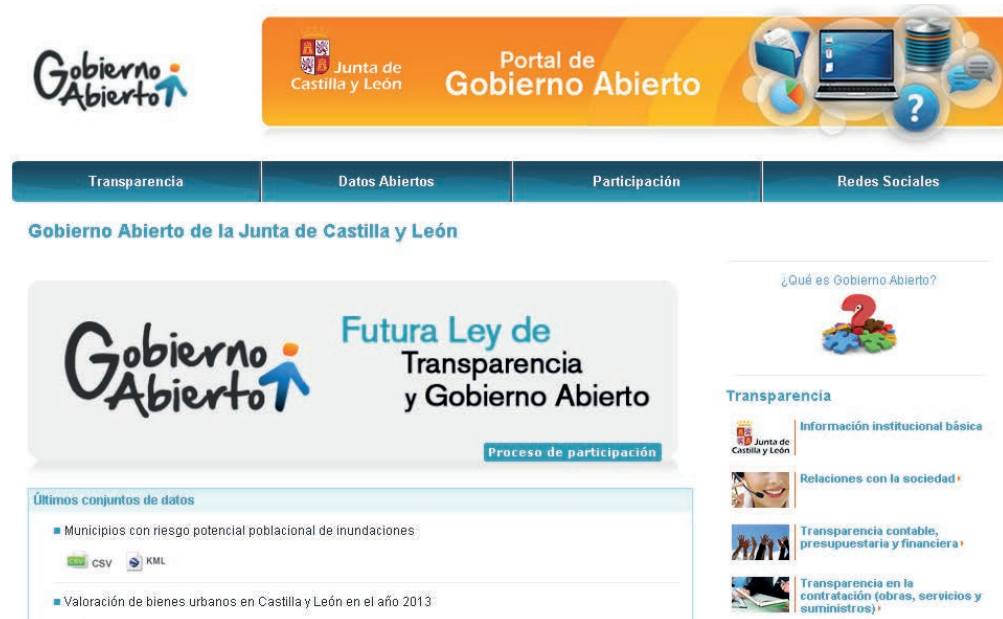 Gobierno
Abierto
Junta de
Castilla y León
Portal de
Gobierno Abierto
?
Transparencia
Datos Abiertos
Participación
Redes Sociales
Gobierno Abierto de la Junta de Castilla y León
Gobierno
Abierto
Futura Ley de
Transparencia
y Gobierno Abierto
Proceso de participación
Últimos conjuntos de datos
Municipios con riesgo potencial poblacional de inundaciones
CSV CSV KML
Valoración de bienes urbanos en Castilla y León en el año 2013
¿Qué es Gobierno Abierto?
?
Transparencia
Junta de
Castilla y León
Información institucional básica
Relaciones con la sociedad
Transparencia contable,
presupuestaria y financiera
Transparencia en la
contratación (obras, servicios y
suministros)